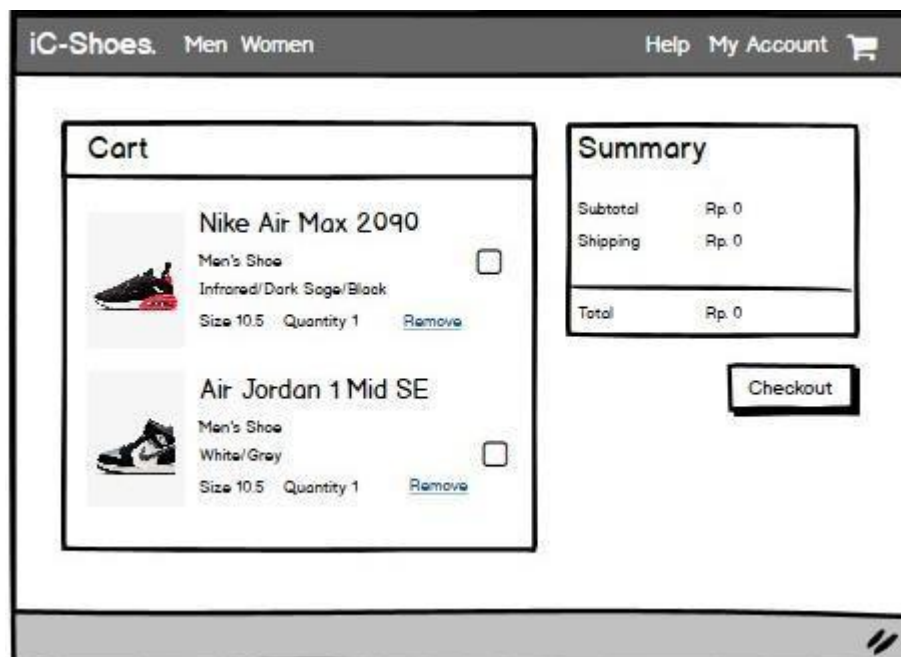 iC-Shoes. Men Women Help My Account
Cart
Nike Air Max 2090
Men's Shoe
Infrared/Dark Sage/Black
Size 10.5 Quantity 1 Remove
Air Jordan 1 Mid SE
Men's Shoe
White/Grey
Size 10.5 Quantity 1 Remove
Summary
Subtotal Rp. 0
Shipping Rp. 0
Total Rp. 0
Checkout